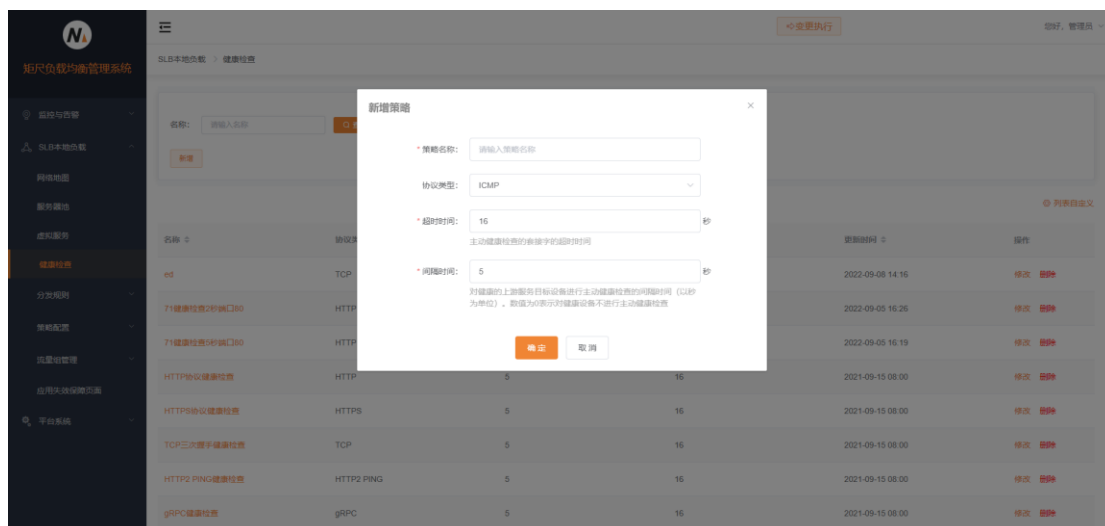 变更执行
您好，管理员
矩尺负载均衡管理系统
SLB本地负载 > 健康检查
监控与告警
SLB本地负载
网络地图
服务器池
虚拟服务
健康检查
分发规则
策略配置
流量组管理
应用失效保障页面
平台系统
名称： 请输入名称
新增
列表自定义
新增策略
* 策略名称： 请输入策略名称
协议类型： ICMP
* 超时时间： 16 秒
主动健康检查的套接字的超时时间
* 间隔时间： 5 秒
对健康的上游服务目标设备进行主动健康检查的间隔时间（以秒
为单位）。数值为0表示对健康设备不进行主动健康检查
确定 取消
名称 协议类 更新时间 操作
ed TCP 2022-09-08 14:16 修改 删除
71健康检查2秒端口80 HTTP 2022-09-05 16:26 修改 删除
71健康检查5秒端口80 HTTP 2022-09-05 16:19 修改 删除
HTTP协议健康检查 HTTP 5 16 2021-09-15 08:00 修改 删除
HTTPS协议健康检查 HTTPS 5 16 2021-09-15 08:00 修改 删除
TCP三次握手健康检查 TCP 5 16 2021-09-15 08:00 修改 删除
HTTP2 PING健康检查 HTTP2 PING 5 16 2021-09-15 08:00 修改 删除
gRPC健康检查 gRPC 5 16 2021-09-15 08:00 修改 删除